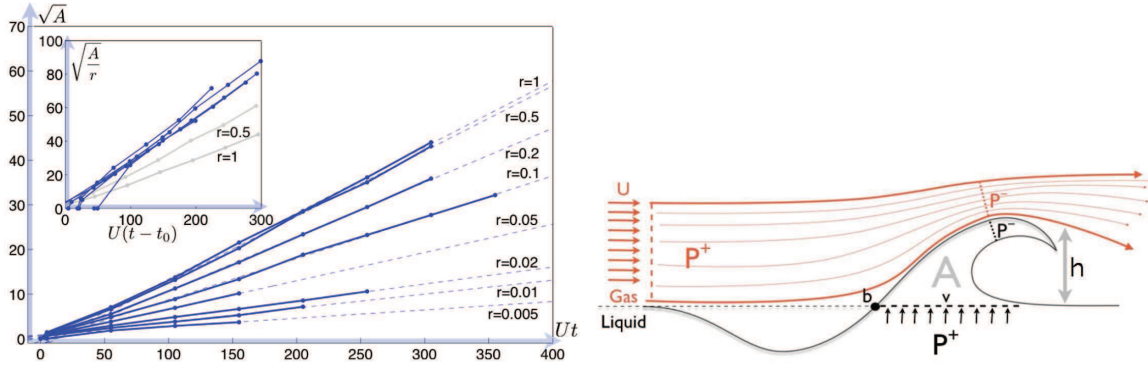 √A
70
60
50
40
30
20
10
0
0 50 100 150 200 250 300 350 400
Ut
r=1
r=0.5
r=0.2
r=0.1
r=0.05
r=0.02
r=0.01
r=0.005
100
80
60
40
20
0
√(A/r)
r=0.5
r=1
0 100 200 300
U(t − t₀)
U
P⁺
Gas
Liquid
P⁻
P⁻
A
h
b
v
P⁺